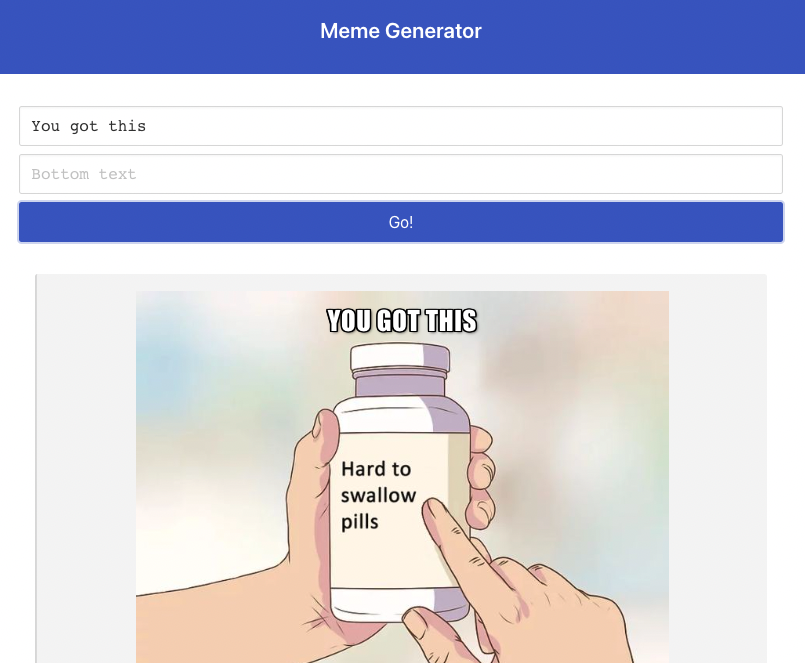 Meme Generator
You got this
Bottom text
Go!
YOU GOT THIS
Hard to
swallow
pills